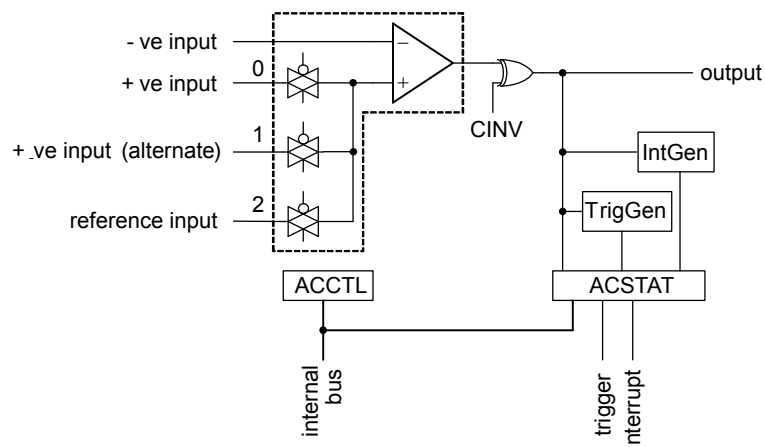 - ve input
0
+ ve input
−
+
output
CINV
1
+ -ve input (alternate)
IntGen
2
reference input
TrigGen
ACCTL
ACSTAT
internal
bus
trigger
nterrupt